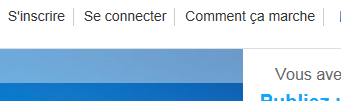 S'inscrire Se connecter Comment ça marche
Vous ave
Publiez